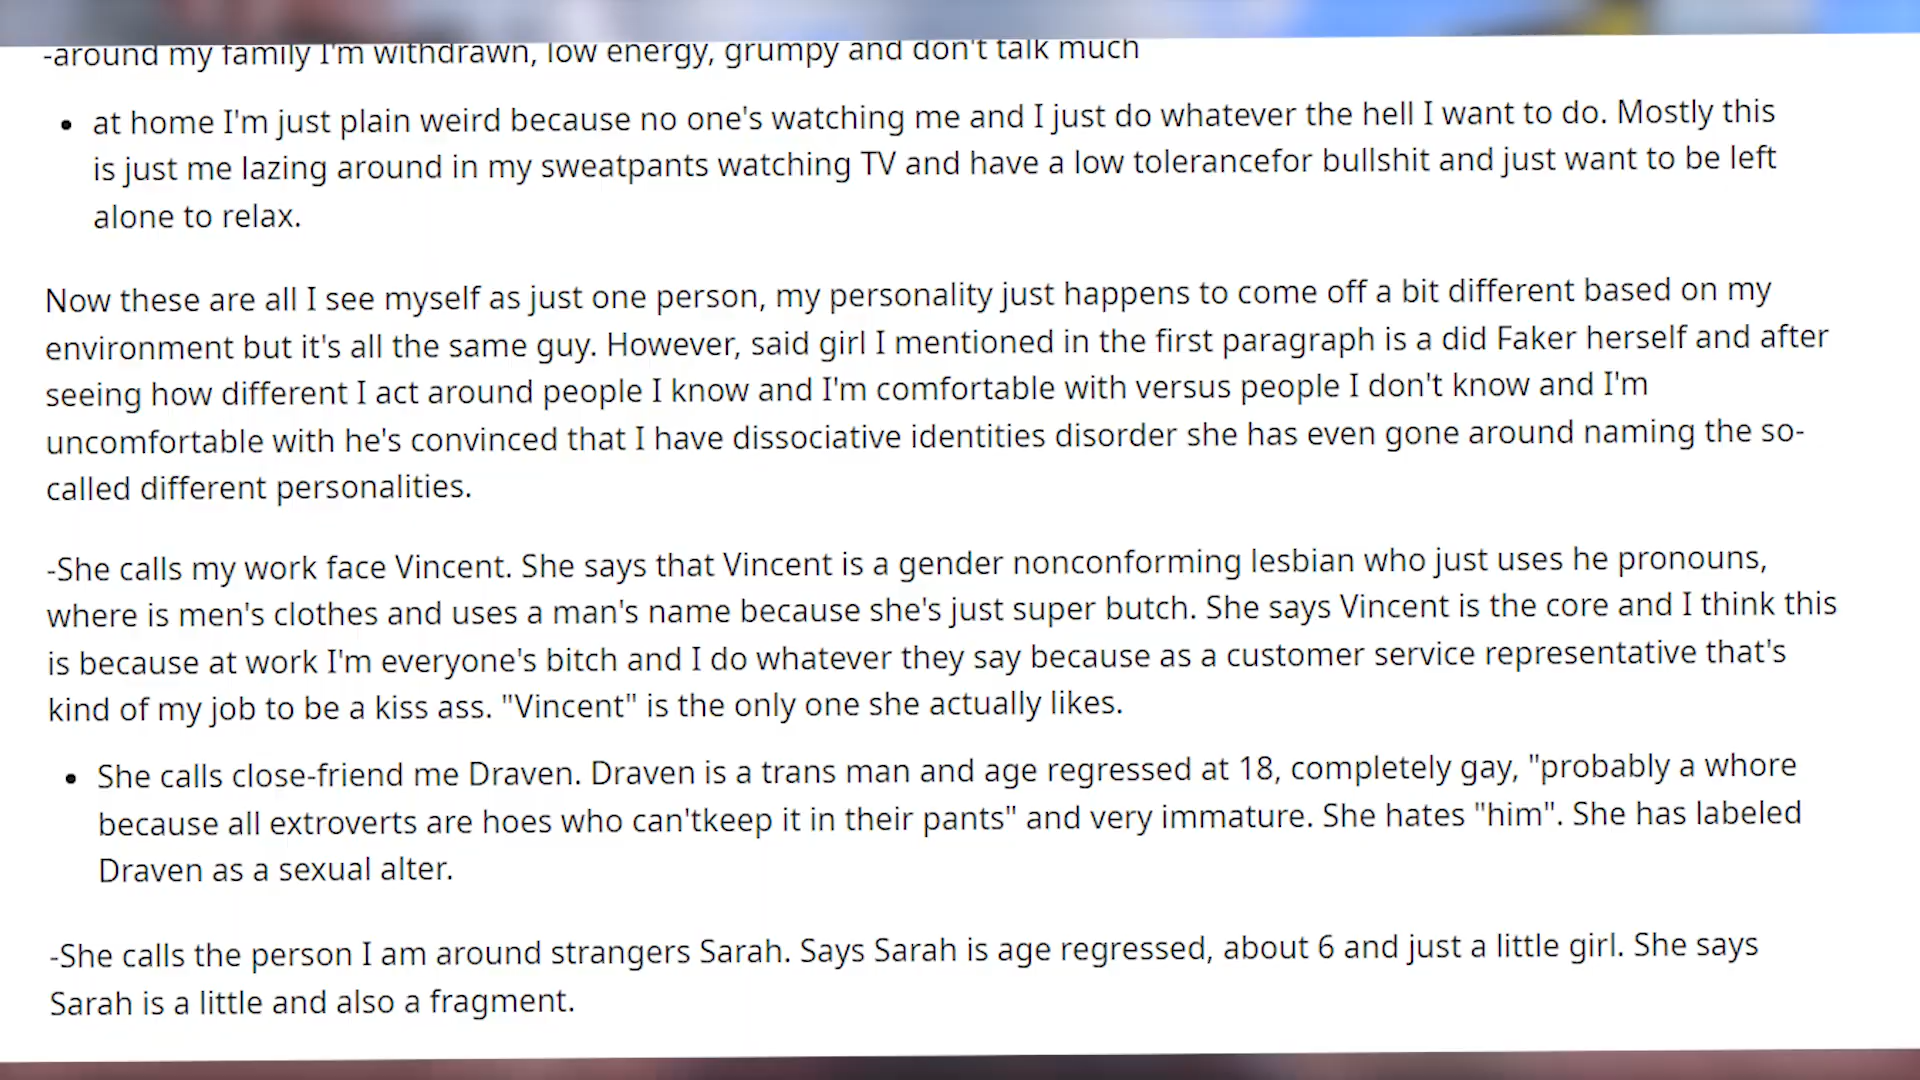 -around my family I'm withdrawn, low energy, grumpy and don't talk much
• at home I'm just plain weird because no one's watching me and I just do whatever the hell I want to do. Mostly this
is just me lazing around in my sweatpants watching TV and have a low tolerancefor bullshit and just want to be left
alone to relax.
Now these are all I see myself as just one person, my personality just happens to come off a bit different based on my
environment but it's all the same guy. However, said girl I mentioned in the first paragraph is a did Faker herself and after
seeing how different I act around people I know and I'm comfortable with versus people I don't know and I'm
uncomfortable with he's convinced that I have dissociative identities disorder she has even gone around naming the so-
called different personalities.
-She calls my work face Vincent. She says that Vincent is a gender nonconforming lesbian who just uses he pronouns,
where is men's clothes and uses a man's name because she's just super butch. She says Vincent is the core and I think this
is because at work I'm everyone's bitch and I do whatever they say because as a customer service representative that's
kind of my job to be a kiss ass. "Vincent" is the only one she actually likes.
• She calls close-friend me Draven. Draven is a trans man and age regressed at 18, completely gay, "probably a whore
because all extroverts are hoes who can'tkeep it in their pants" and very immature. She hates "him". She has labeled
Draven as a sexual alter.
-She calls the person I am around strangers Sarah. Says Sarah is age regressed, about 6 and just a little girl. She says
Sarah is a little and also a fragment.